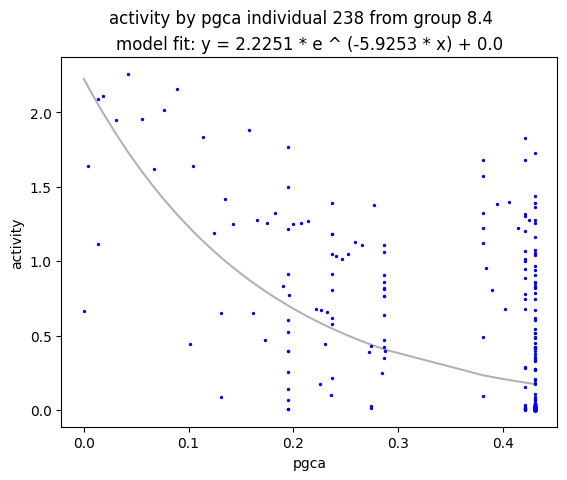 activity by pgca individual 238 from group 8.4
model fit: y = 2.2251 * e ^ (-5.9253 * x) + 0.0
2.0
1.5
1.0
0.5
0.0
activity
0.0 0.1 0.2 0.3 0.4
pgca